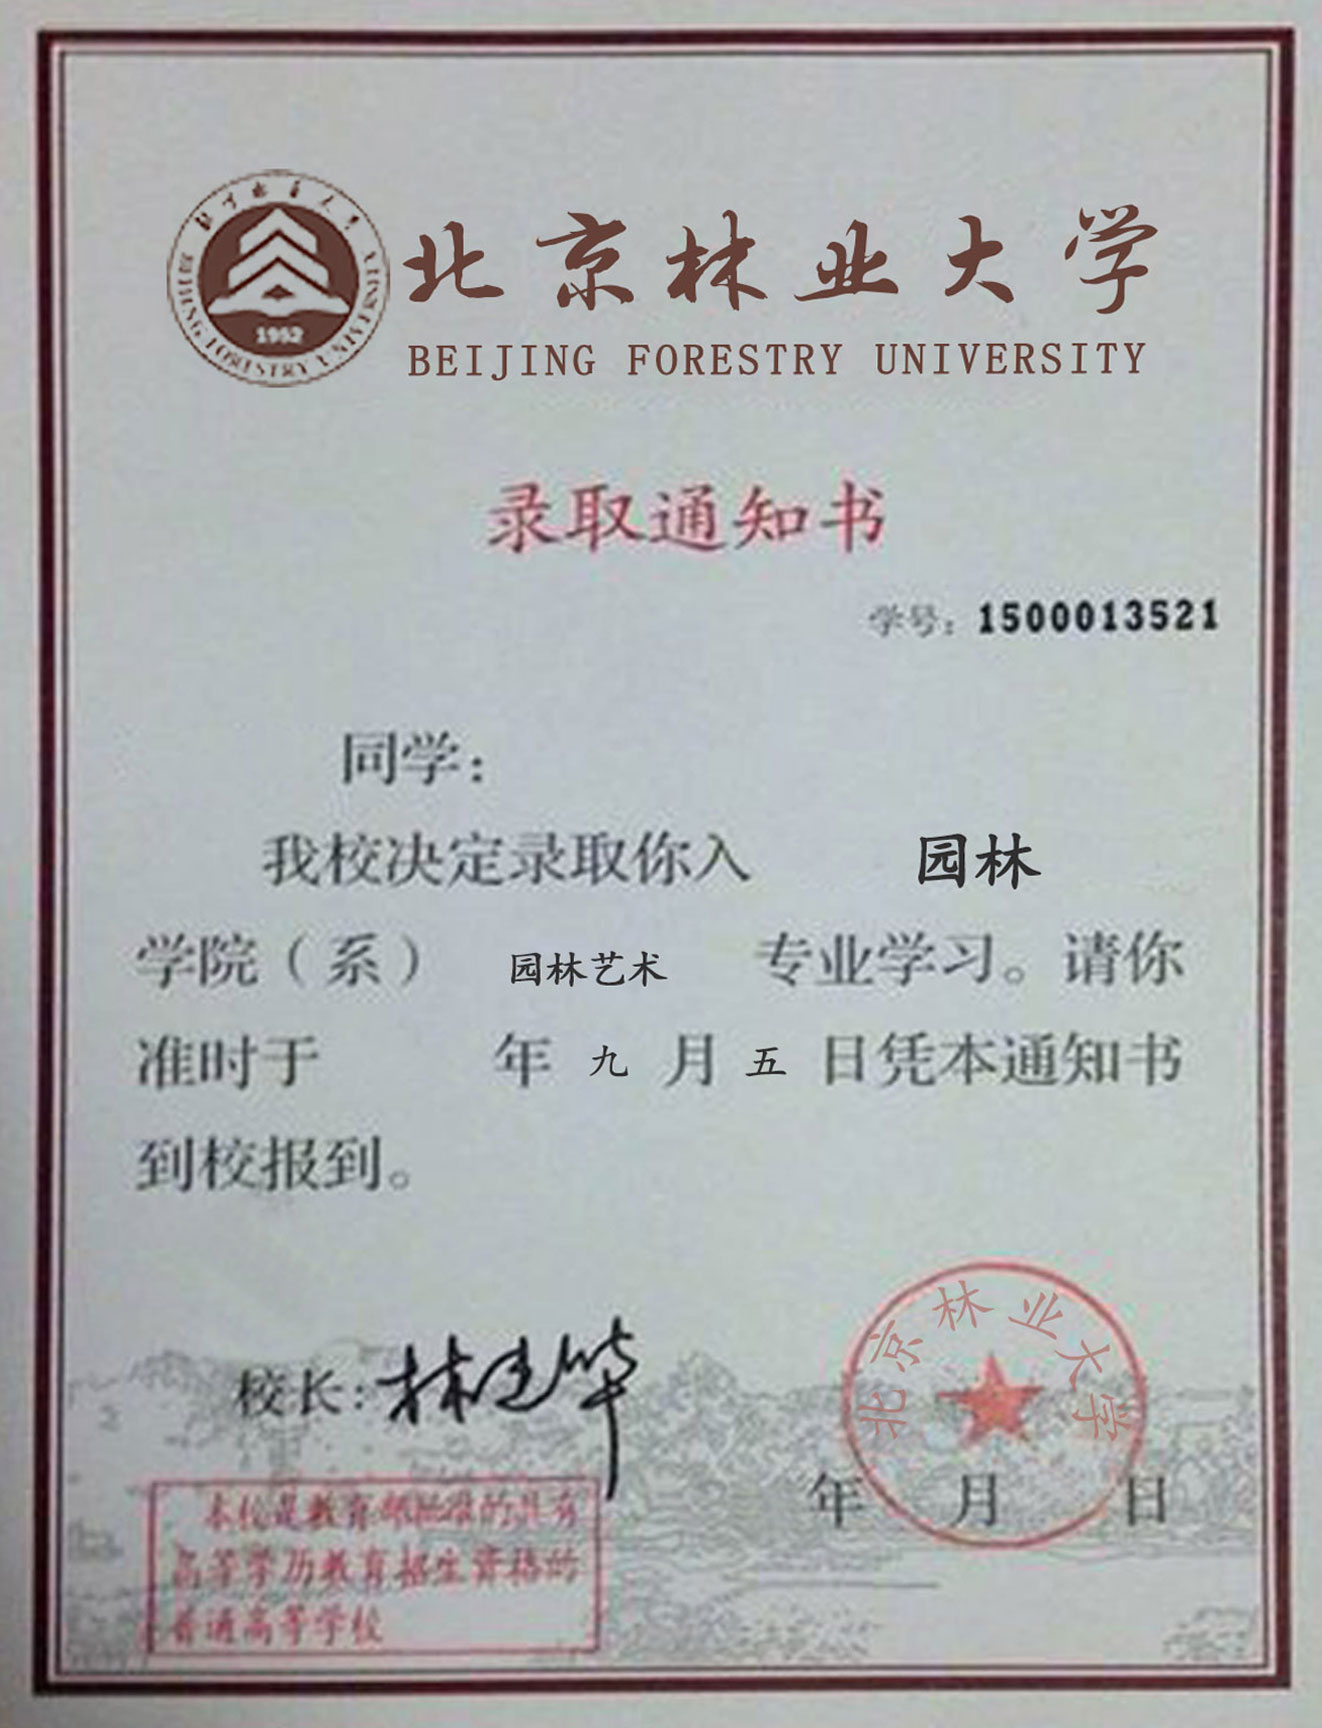 北京林业大学
BEIJING FORESTRY UNIVERSITY
北京林业大学
BEIJING FORESTRY UNIVERSITY
1952
录取通知书
学号：1500013521
同学：
我校决定录取你入 园林
学院（系） 园林艺术 专业学习。请你
准时于 年 九 月 五 日凭本通知书
到校报到。
校长：林建华
北京林业大学
年 月 日
本校是教育部批准的具有
高等学历教育招生资格的
普通高等学校